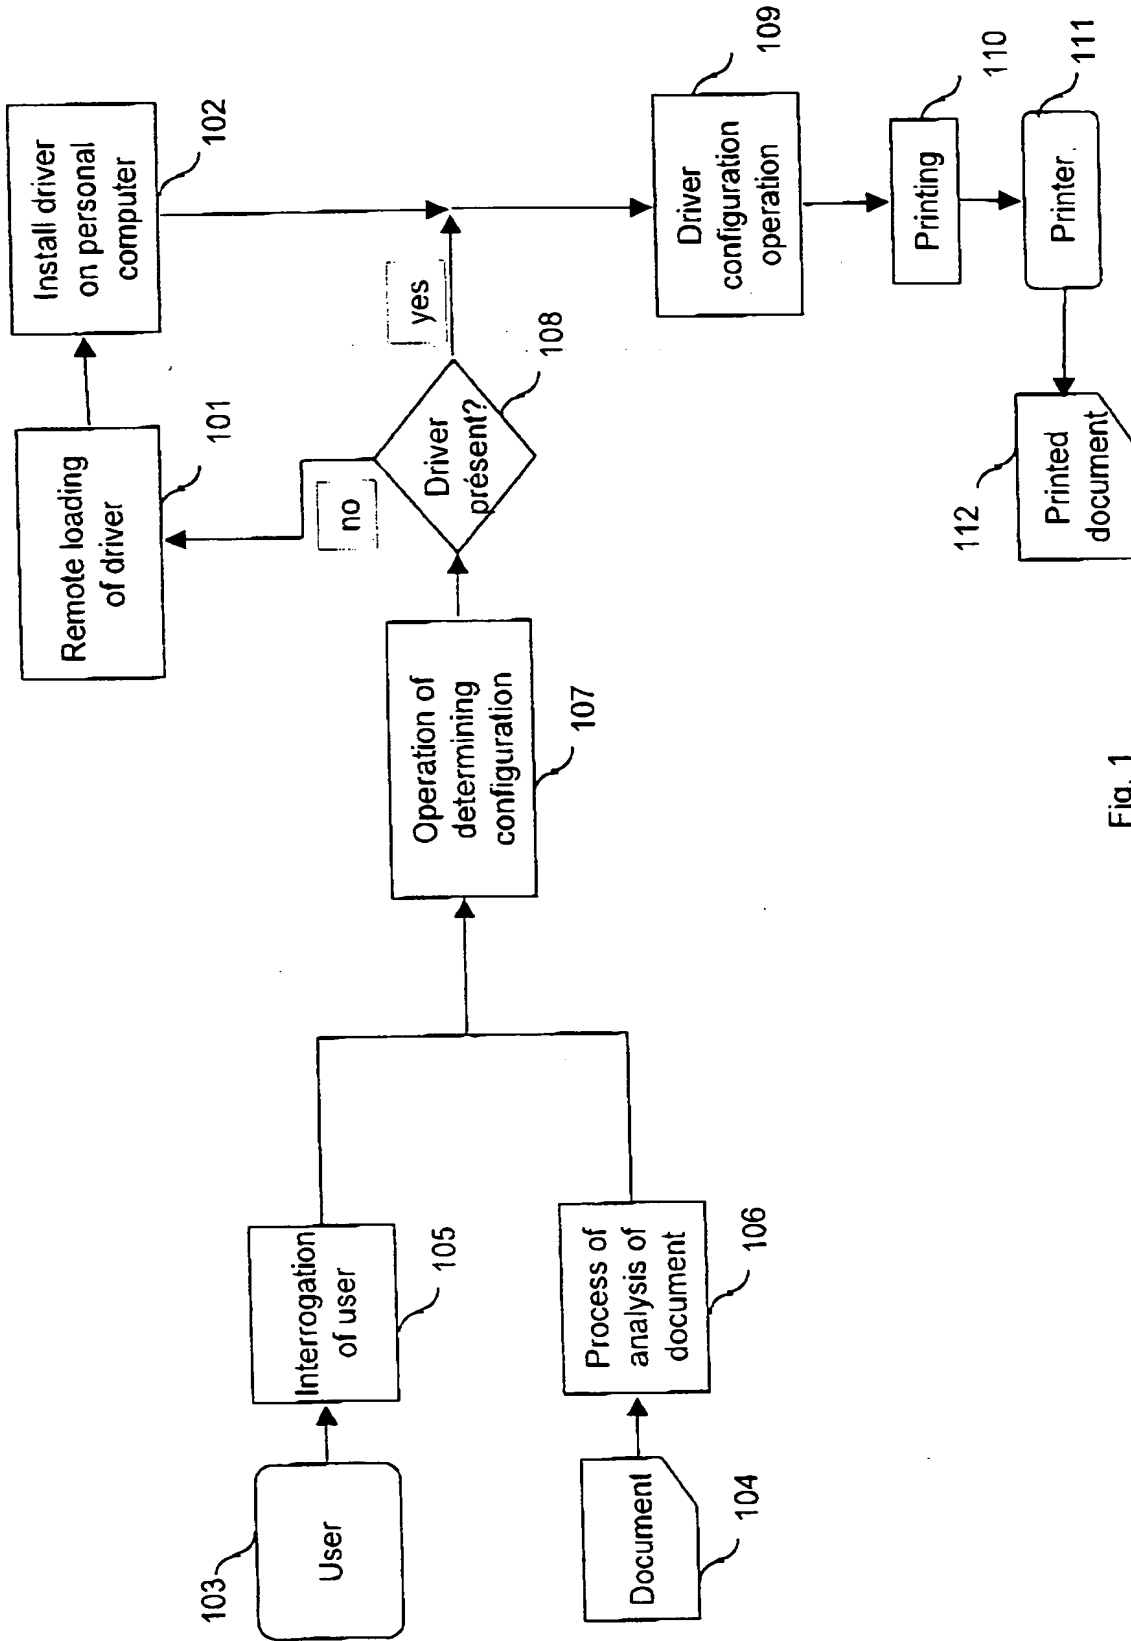 103
User
Interrogation
of user
105
Document
104
Process of
analysis of
document
106
Operation of
determining
configuration
107
Driver
présent?
108
no
yes
Remote loading
of driver
101
Install driver
on personal
computer
102
Driver
configuration
operation
109
Printing
110
Printer
111
Printed
document
112
Fig. 1